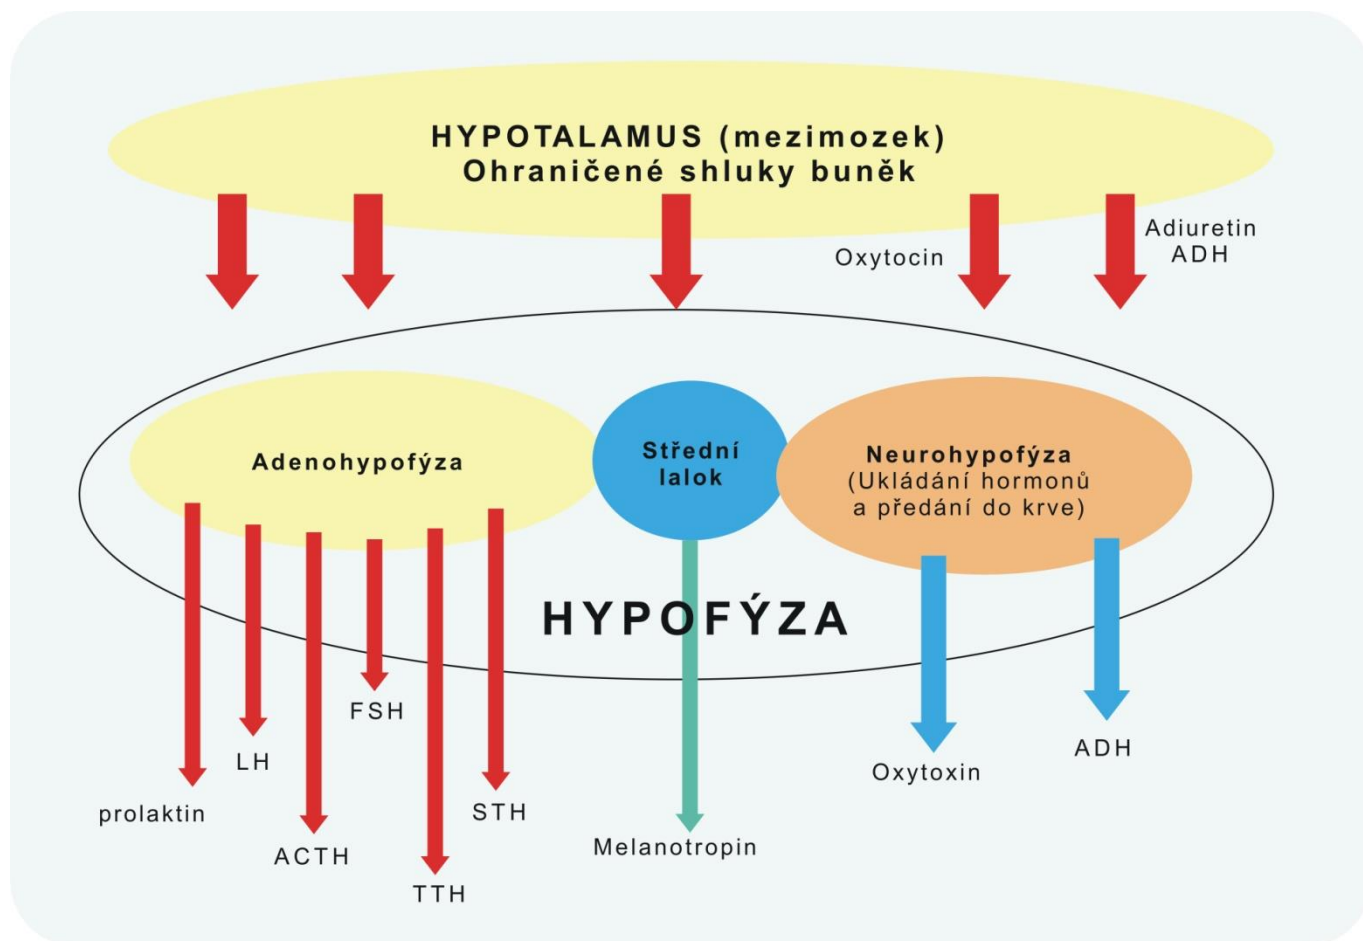 HYPOTALAMUS (mezimozek)
Ohraničené shluky buněk
Oxytocin
Adiuretin
ADH
Adenohypofýza
Střední
lalok
Neurohypofýza
(Ukládání hormonů
a předání do krve)
HYPOFÝZA
prolaktin
LH
ACTH
FSH
TTH
STH
Melanotropin
Oxytoxin
ADH